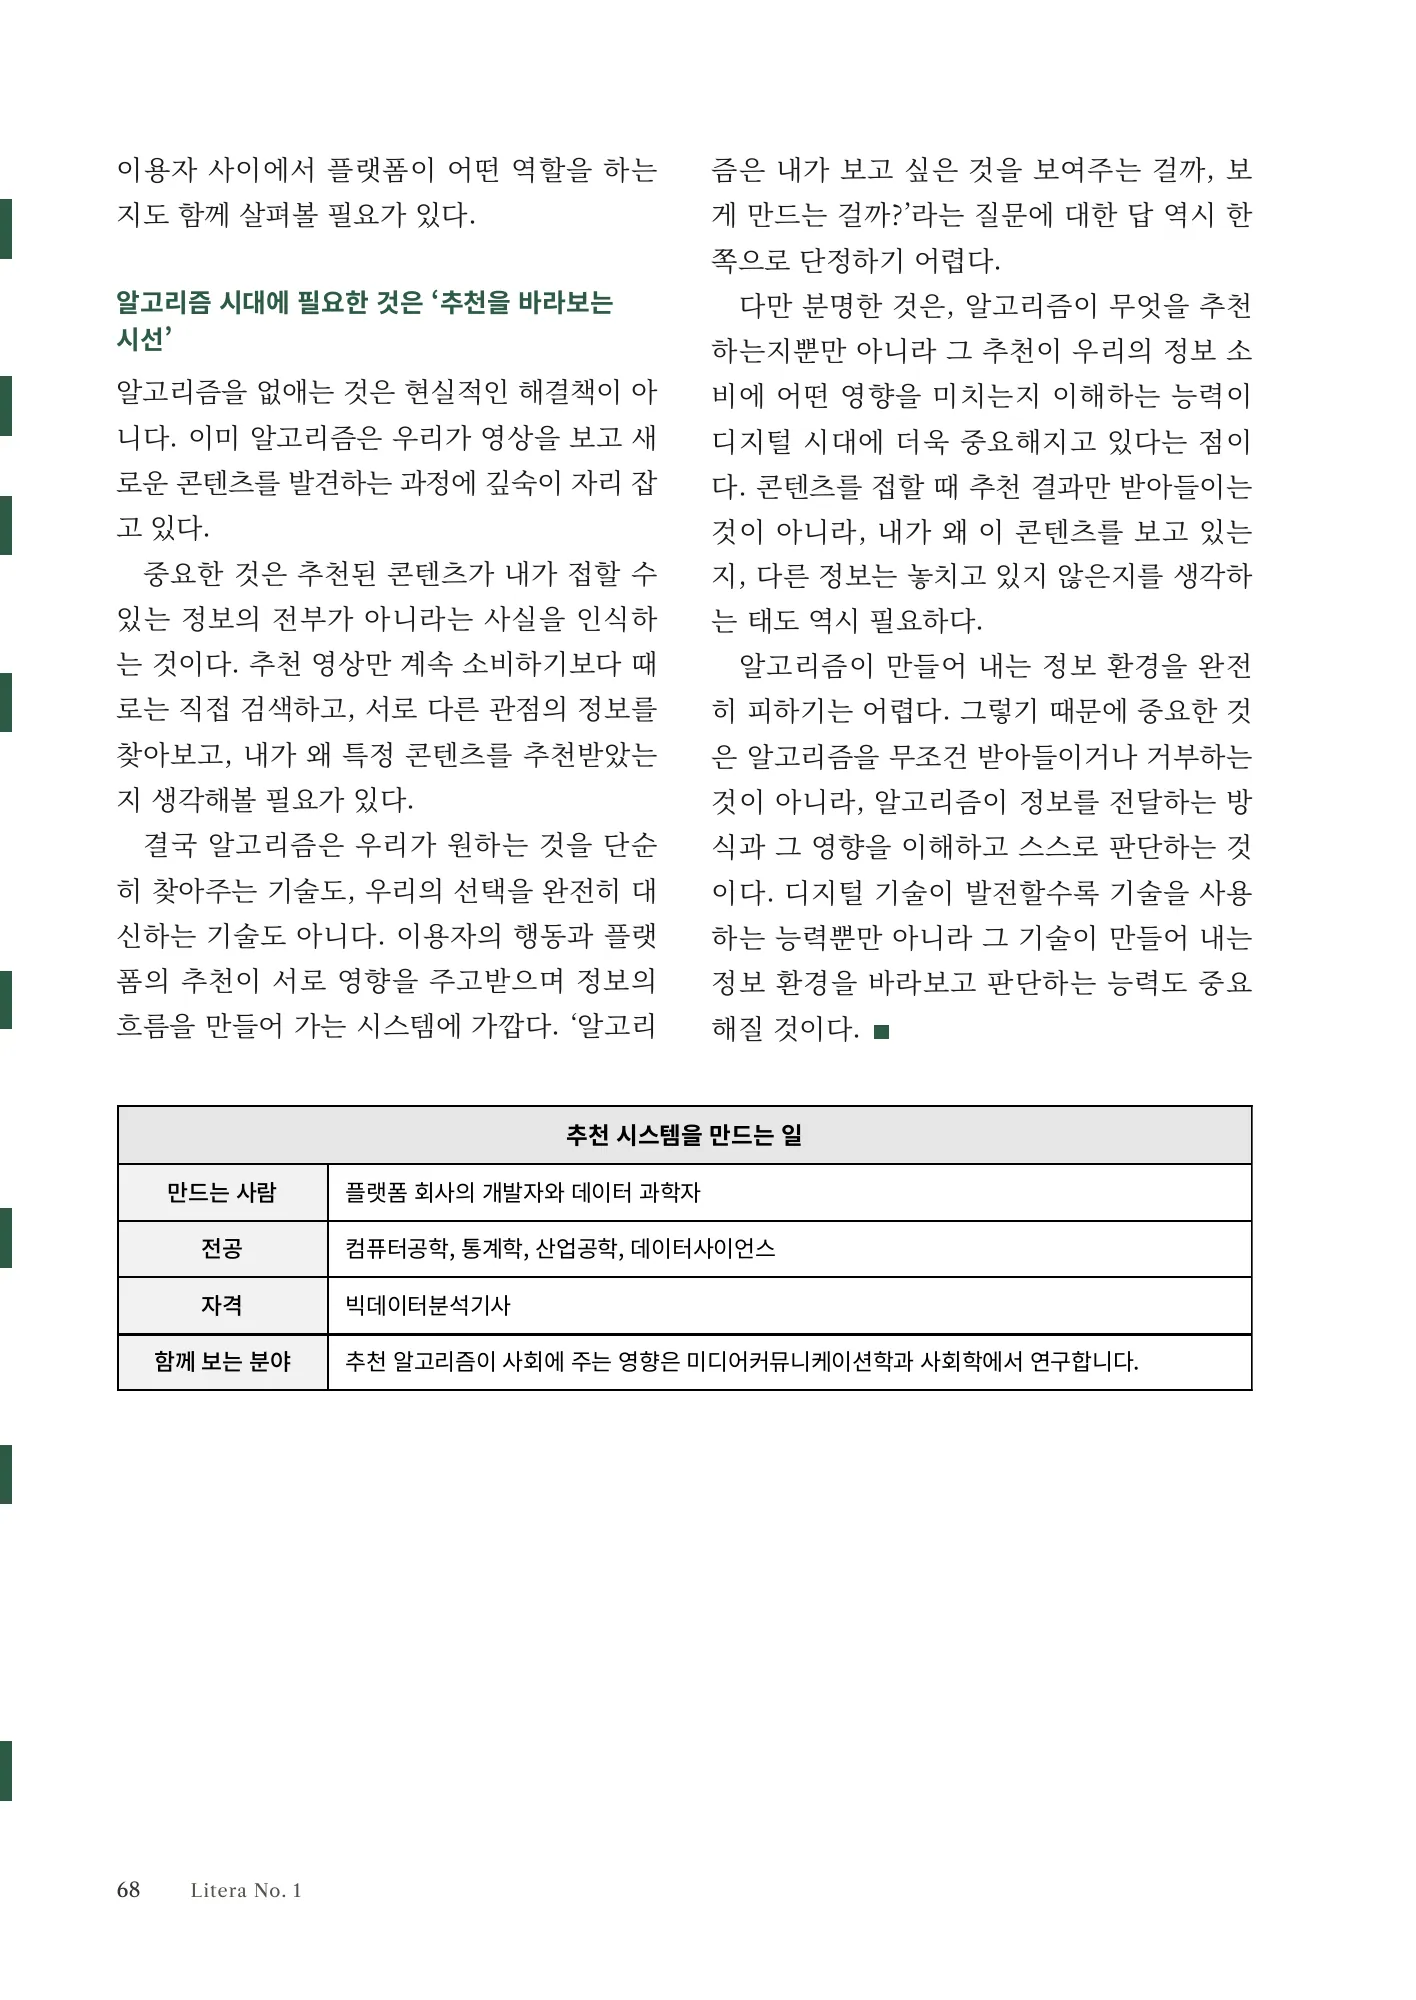 이용자 사이에서 플랫폼이 어떤 역할을 하는
지도 함께 살펴볼 필요가 있다.
알고리즘 시대에 필요한 것은 ‘추천을 바라보는
시선’
알고리즘을 없애는 것은 현실적인 해결책이 아
니다. 이미 알고리즘은 우리가 영상을 보고 새
로운 콘텐츠를 발견하는 과정에 깊숙이 자리 잡
고 있다.
중요한 것은 추천된 콘텐츠가 내가 접할 수
있는 정보의 전부가 아니라는 사실을 인식하
는 것이다. 추천 영상만 계속 소비하기보다 때
로는 직접 검색하고, 서로 다른 관점의 정보를
찾아보고, 내가 왜 특정 콘텐츠를 추천받았는
지 생각해볼 필요가 있다.
결국 알고리즘은 우리가 원하는 것을 단순
히 찾아주는 기술도, 우리의 선택을 완전히 대
신하는 기술도 아니다. 이용자의 행동과 플랫
폼의 추천이 서로 영향을 주고받으며 정보의
흐름을 만들어 가는 시스템에 가깝다. ‘알고리
즘은 내가 보고 싶은 것을 보여주는 걸까, 보
게 만드는 걸까?’라는 질문에 대한 답 역시 한
쪽으로 단정하기 어렵다.
다만 분명한 것은, 알고리즘이 무엇을 추천
하는지뿐만 아니라 그 추천이 우리의 정보 소
비에 어떤 영향을 미치는지 이해하는 능력이
디지털 시대에 더욱 중요해지고 있다는 점이
다. 콘텐츠를 접할 때 추천 결과만 받아들이는
것이 아니라, 내가 왜 이 콘텐츠를 보고 있는
지, 다른 정보는 놓치고 있지 않은지를 생각하
는 태도 역시 필요하다.
알고리즘이 만들어 내는 정보 환경을 완전
히 피하기는 어렵다. 그렇기 때문에 중요한 것
은 알고리즘을 무조건 받아들이거나 거부하는
것이 아니라, 알고리즘이 정보를 전달하는 방
식과 그 영향을 이해하고 스스로 판단하는 것
이다. 디지털 기술이 발전할수록 기술을 사용
하는 능력뿐만 아니라 그 기술이 만들어 내는
정보 환경을 바라보고 판단하는 능력도 중요
해질 것이다. ■
추천 시스템을 만드는 일
만드는 사람 플랫폼 회사의 개발자와 데이터 과학자
전공 컴퓨터공학, 통계학, 산업공학, 데이터사이언스
자격 빅데이터분석기사
함께 보는 분야 추천 알고리즘이 사회에 주는 영향은 미디어커뮤니케이션학과 사회학에서 연구합니다.
68 Litera No. 1